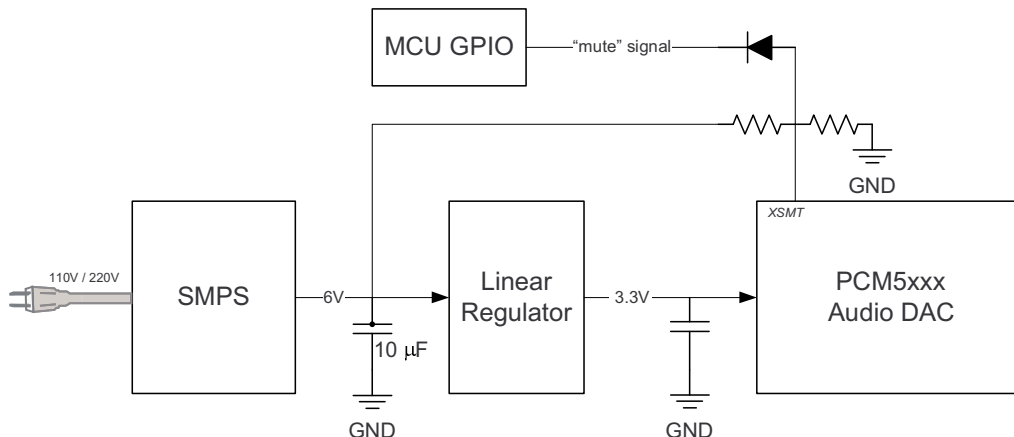 MCU GPIO
“mute” signal
GND
XSMT
110V / 220V
SMPS
6V
Linear
Regulator
3.3V
PCM5xxx
Audio DAC
10 μF
GND
GND